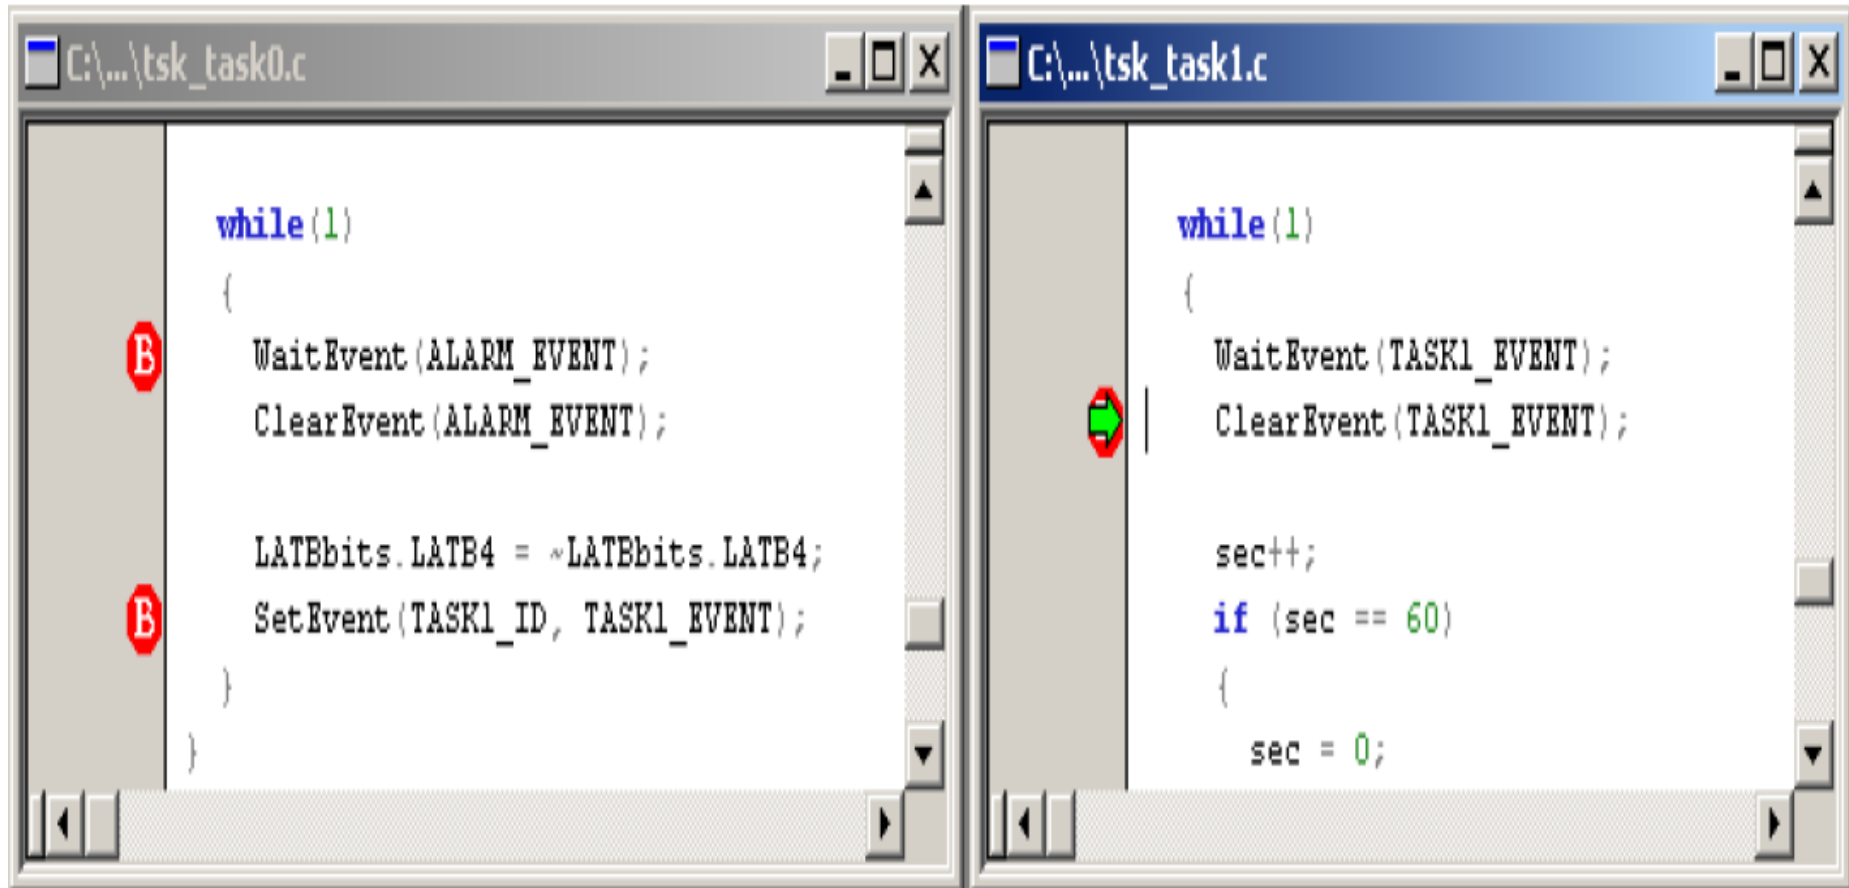 C:\...\tsk_task0.c
while(1)
{
B WaitEvent(ALARM_EVENT);
ClearEvent(ALARM_EVENT);
LATBbits.LATB4 = ~LATBbits.LATB4;
B SetEvent(TASK1_ID, TASK1_EVENT);
}
}
C:\...\tsk_task1.c
while(1)
{
WaitEvent(TASK1_EVENT);
ClearEvent(TASK1_EVENT);
sec++;
if (sec == 60)
{
sec = 0;